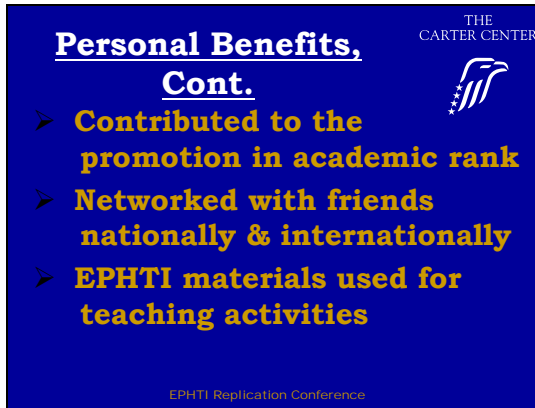 Personal Benefits,
Cont.
THE
CARTER CENTER
➤ Contributed to the
promotion in academic rank
➤ Networked with friends
nationally & internationally
➤ EPHTI materials used for
teaching activities
EPHTI Replication Conference